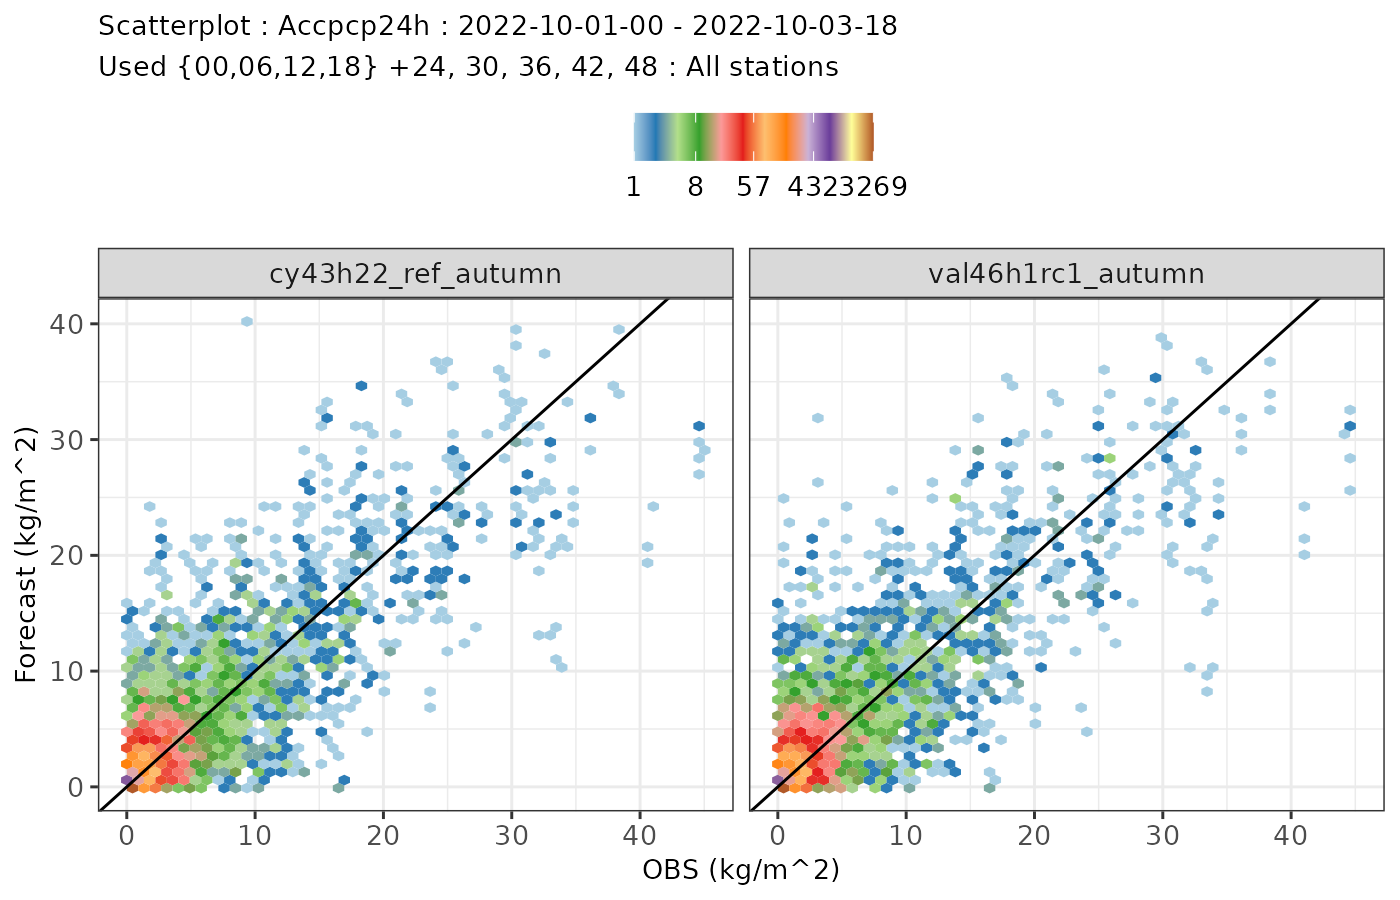 Scatterplot : Accpcp24h : 2022-10-01-00 - 2022-10-03-18
Used {00,06,12,18} +24, 30, 36, 42, 48 : All stations
1 8 57 432 3269
cy43h22_ref_autumn val46h1rc1_autumn
Forecast (kg/m^2)
40
30
20
10
0
0 10 20 30 40 0 10 20 30 40
OBS (kg/m^2)